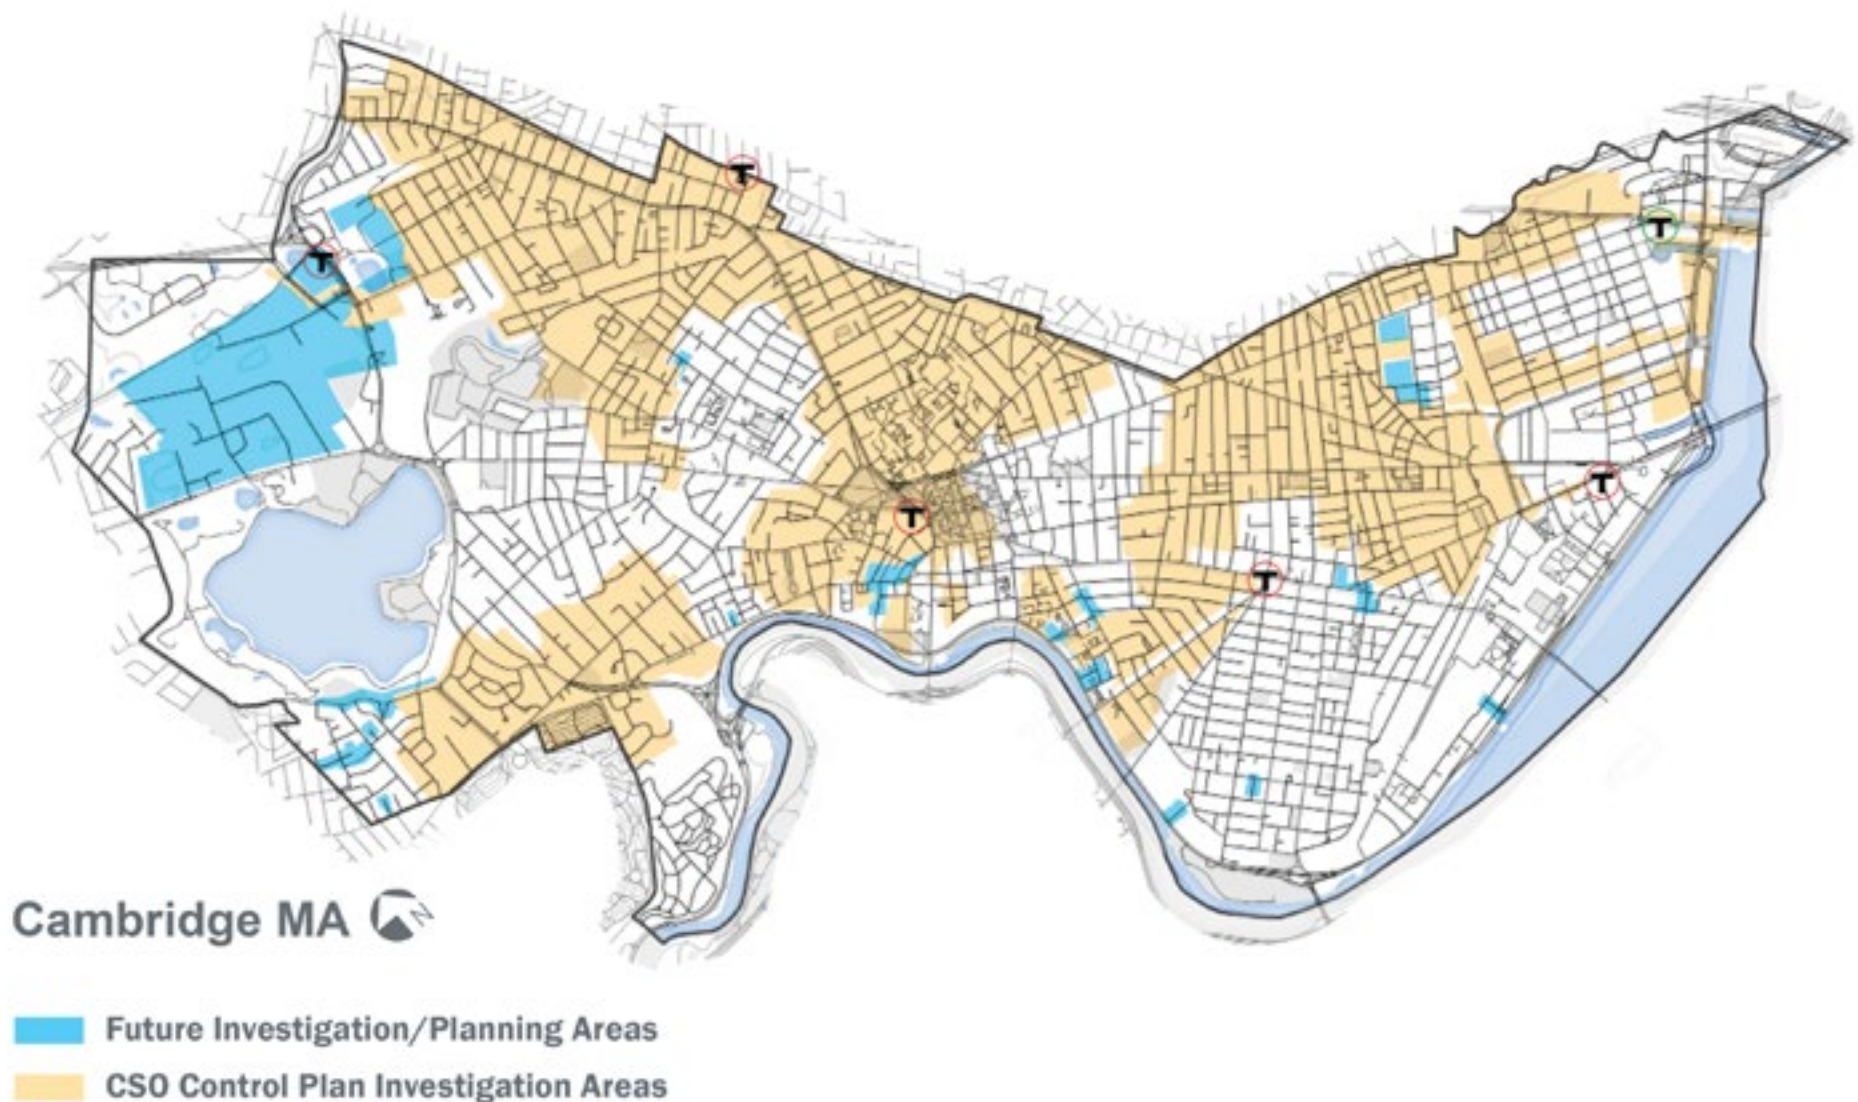 T
T
T
T
T
T
Cambridge MA N
Future Investigation/Planning Areas
CSO Control Plan Investigation Areas